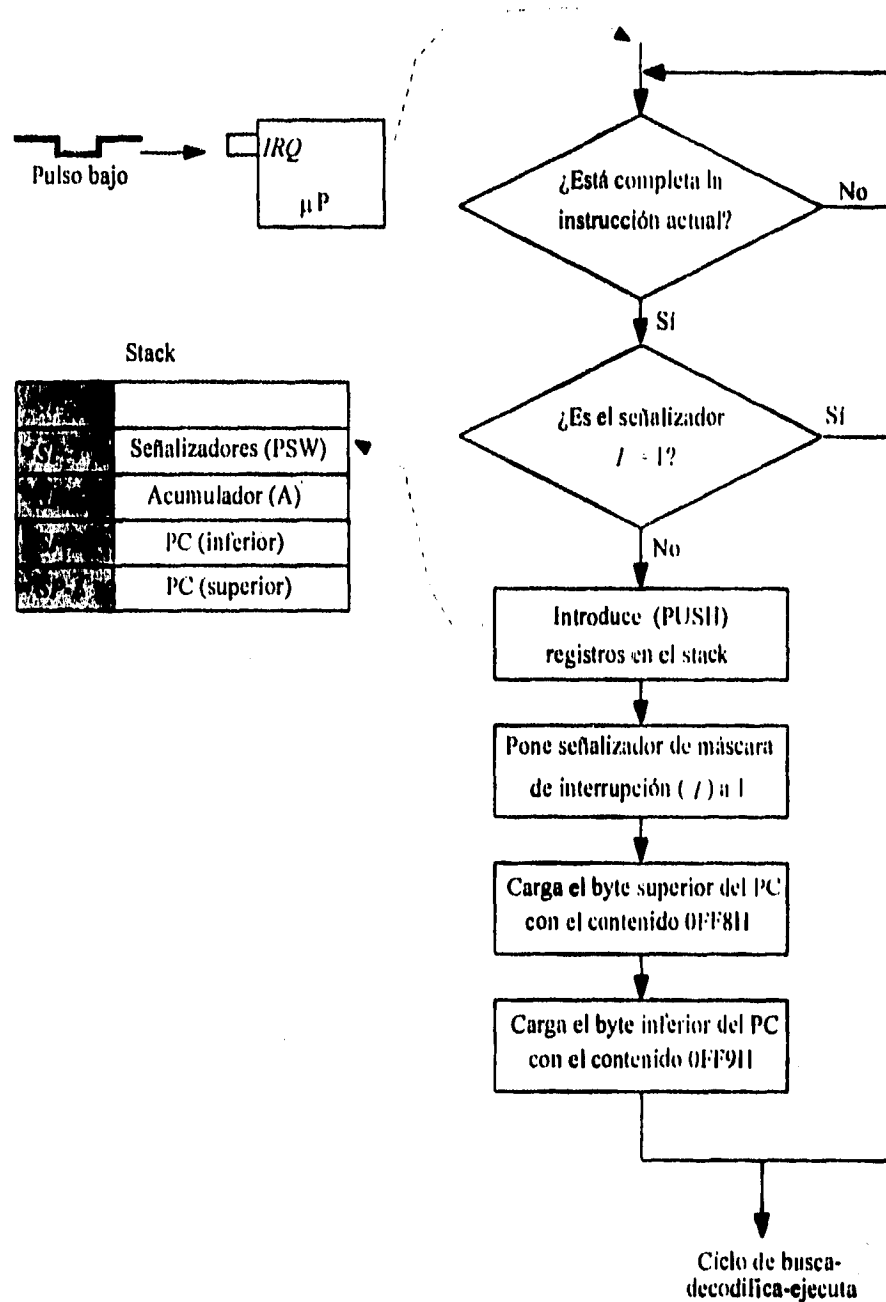 IRQ
Pulso bajo
μP
¿Está completa la
instrucción actual?
No
Sí
Stack
Señalizadores (PSW)
Acumulador (A)
PC (inferior)
PC (superior)
¿Es el señalizador
I = 1?
Sí
No
Introduce (PUSH)
registros en el stack
Pone señalizador de máscara
de interrupción ( I ) a 1
Carga el byte superior del PC
con el contenido 0FF8H
Carga el byte inferior del PC
con el contenido 0FF9H
Ciclo de busca-
decodifica-ejecuta